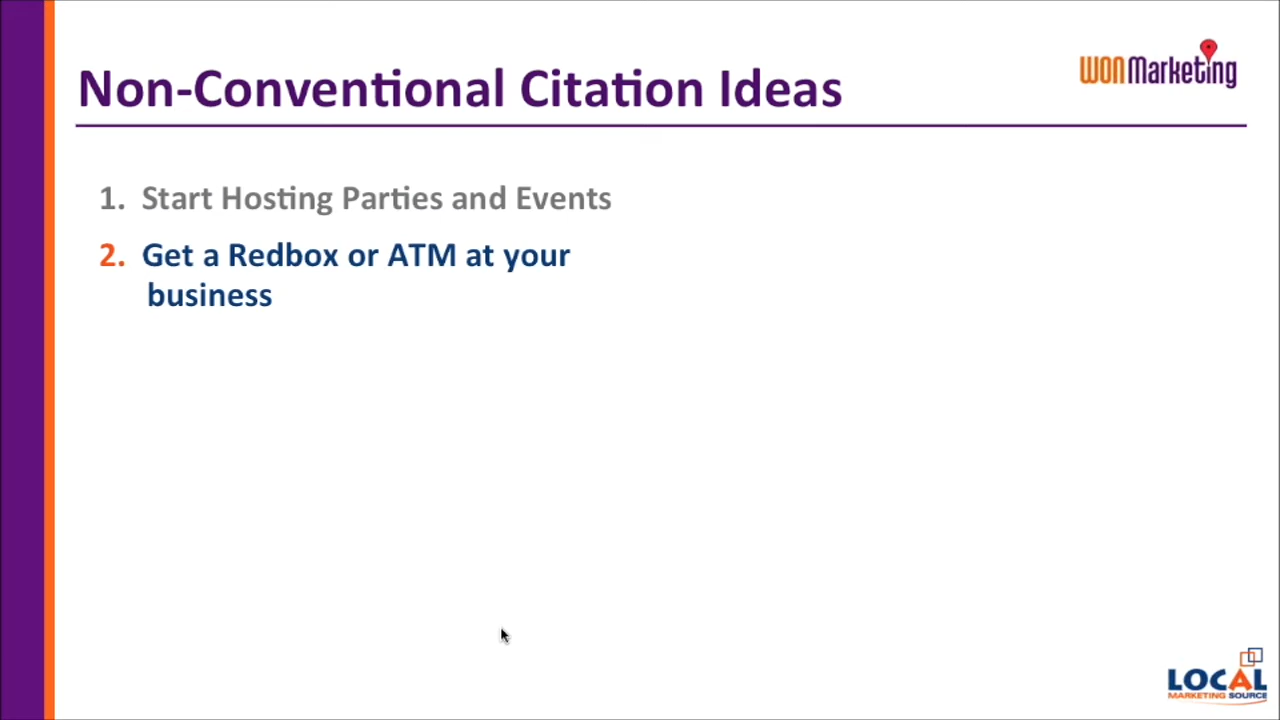 Non-Conventional Citation Ideas
WON Marketing
1. Start Hosting Parties and Events
2. Get a Redbox or ATM at your
business
LOCAL
MARKETING SOURCE